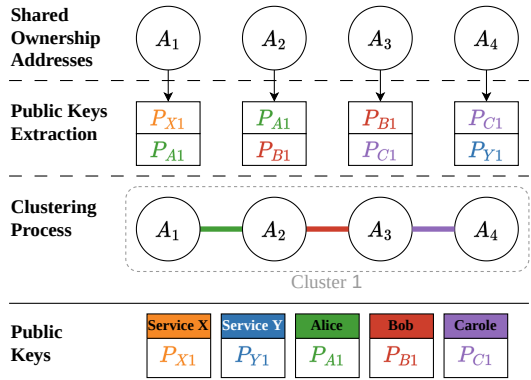 Shared
Ownership
Addresses
A1 A2 A3 A4
Public Keys
Extraction
PX1 PA1 PB1 PC1
PA1 PB1 PC1 PY1
Clustering
Process
A1 A2 A3 A4
Cluster 1
Public
Keys
Service X Service Y Alice Bob Carole
PX1 PY1 PA1 PB1 PC1